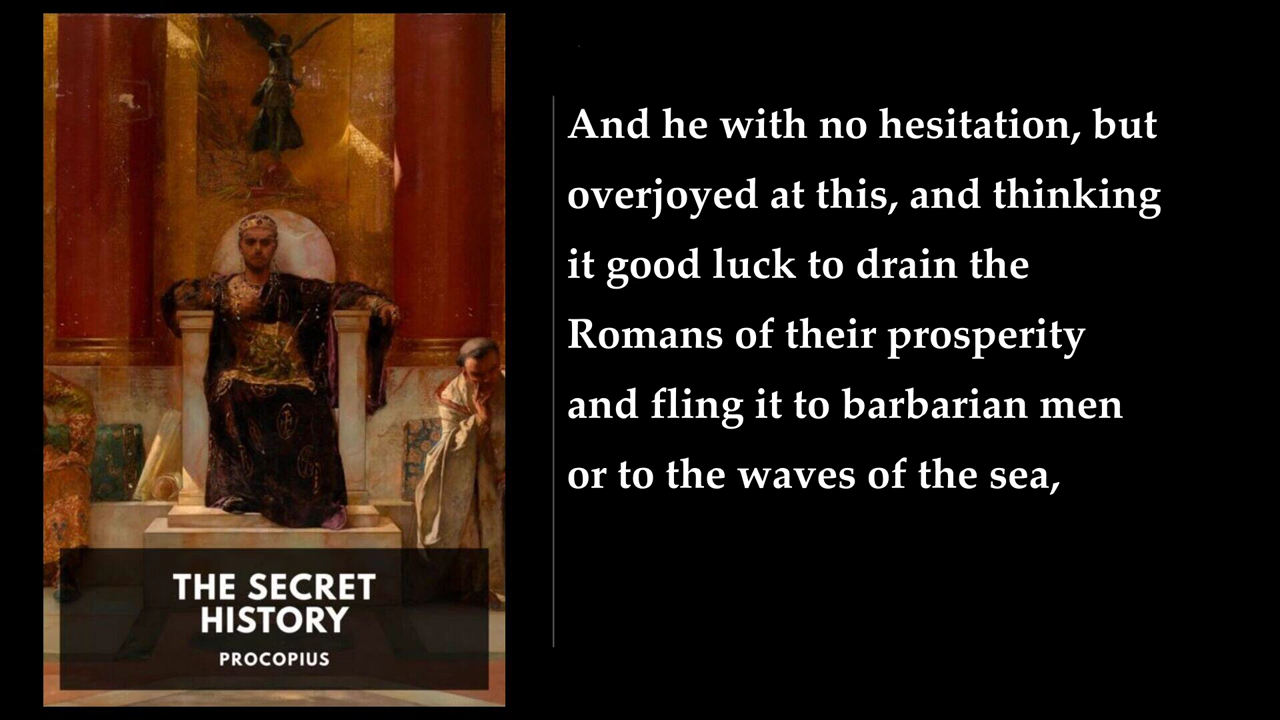 THE SECRET
HISTORY
PROCOPIUS
And he with no hesitation, but
overjoyed at this, and thinking
it good luck to drain the
Romans of their prosperity
and fling it to barbarian men
or to the waves of the sea,